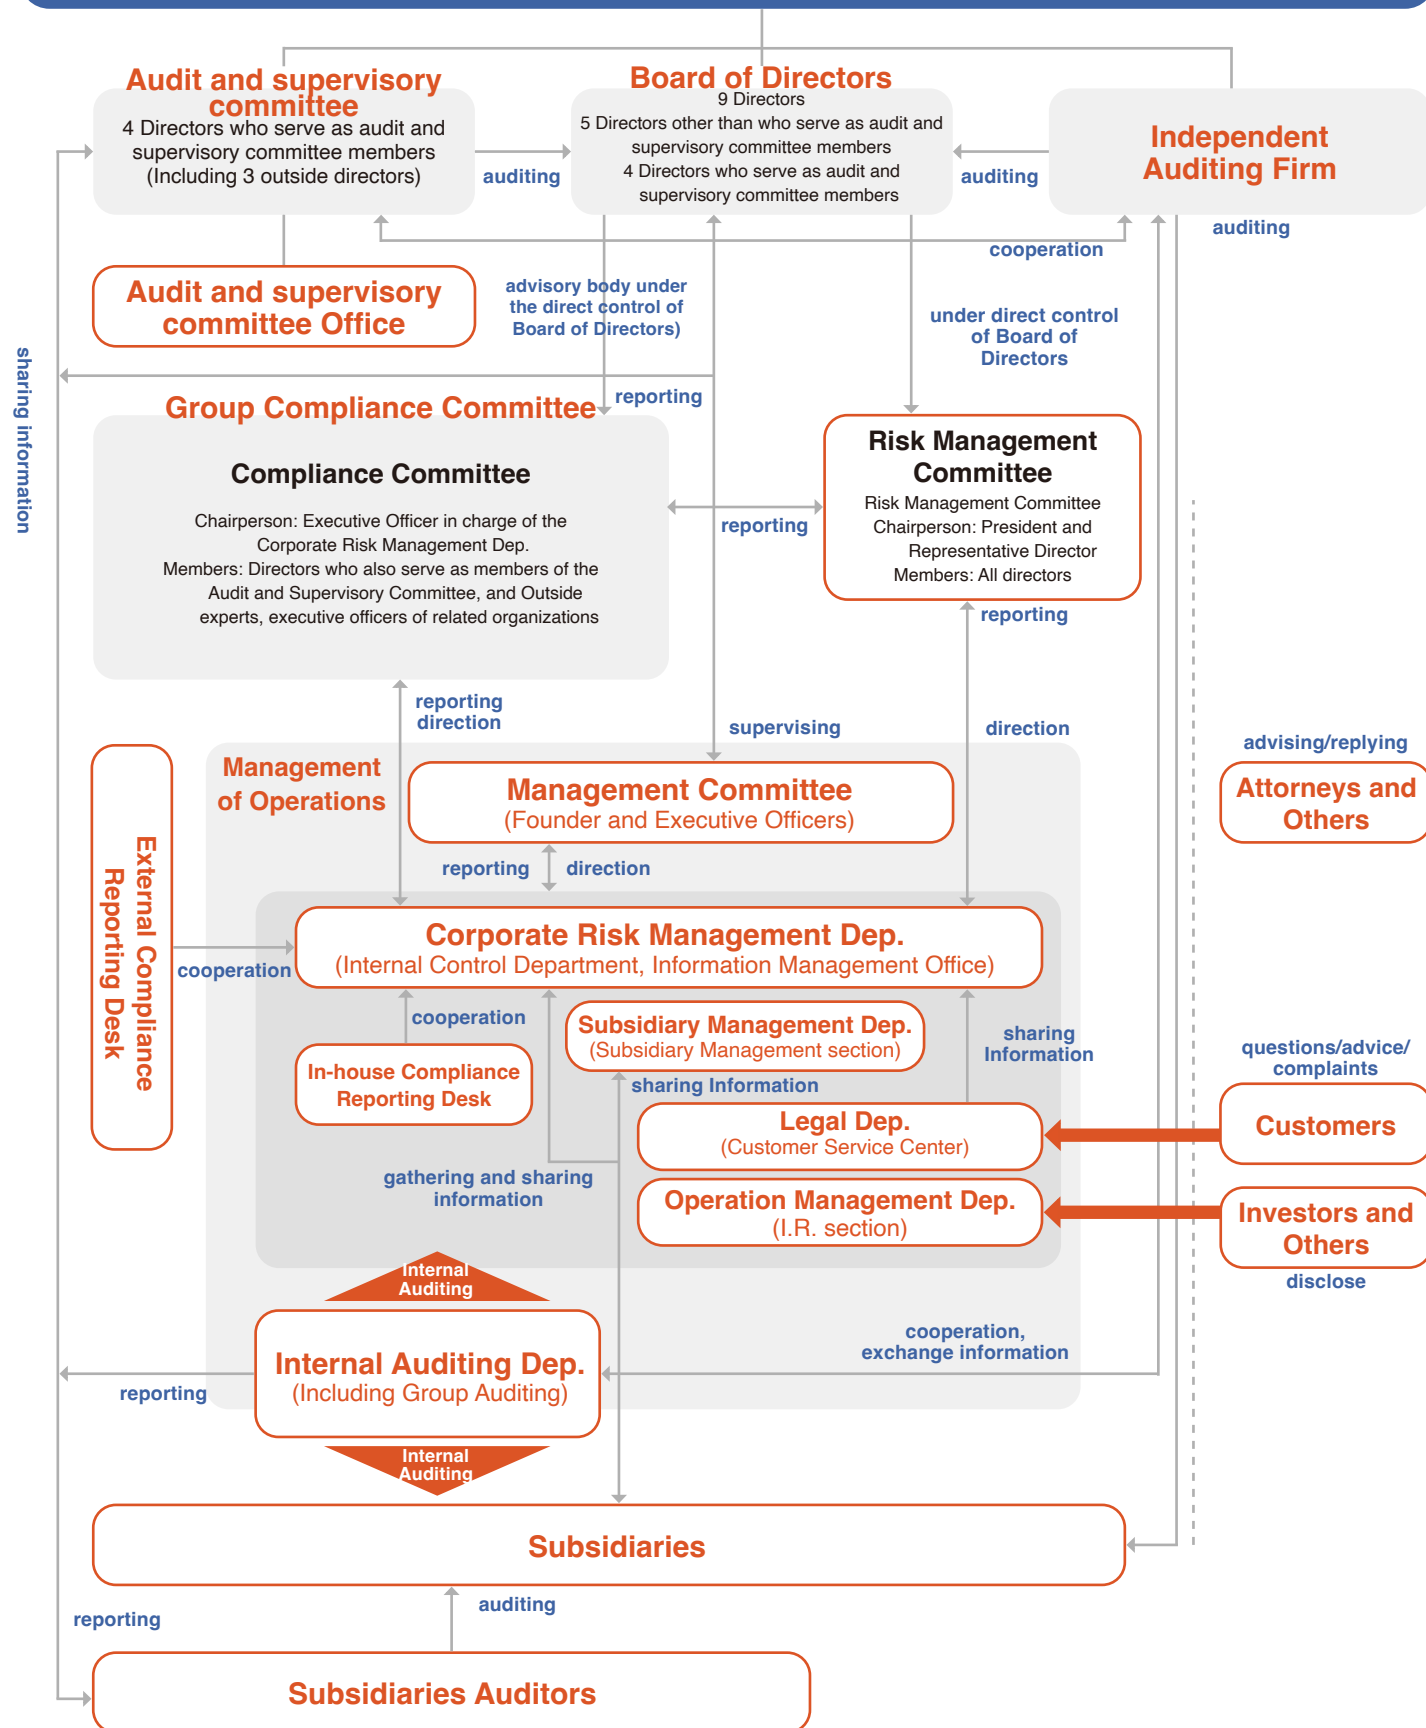 Audit and supervisory
committee
4 Directors who serve as audit and
supervisory committee members
(Including 3 outside directors)
auditing
Board of Directors
9 Directors
5 Directors other than who serve as audit and
supervisory committee members
4 Directors who serve as audit and
supervisory committee members
auditing
Independent
Auditing Firm
auditing
cooperation
Audit and supervisory
committee Office
advisory body under
the direct control of
Board of Directors)
under direct control
of Board of
Directors
sharing information
reporting
Group Compliance Committee
Compliance Committee
Chairperson: Executive Officer in charge of the
Corporate Risk Management Dep.
Members: Directors who also serve as members of the
Audit and Supervisory Committee, and Outside
experts, executive officers of related organizations
reporting
Risk Management
Committee
Risk Management Committee
Chairperson: President and
Representative Director
Members: All directors
reporting
reporting
direction
supervising
direction
advising/replying
Attorneys and
Others
Management
of Operations
Management Committee
(Founder and Executive Officers)
reporting
direction
External Compliance
Reporting Desk
cooperation
Corporate Risk Management Dep.
(Internal Control Department, Information Management Office)
cooperation
In-house Compliance
Reporting Desk
Subsidiary Management Dep.
(Subsidiary Management section)
sharing
Information
sharing Information
Legal Dep.
(Customer Service Center)
questions/advice/
complaints
Customers
gathering and sharing
information
Operation Management Dep.
(I.R. section)
Investors and
Others
disclose
Internal
Auditing
Internal Auditing Dep.
(Including Group Auditing)
cooperation,
exchange information
reporting
Internal
Auditing
Subsidiaries
reporting
auditing
Subsidiaries Auditors